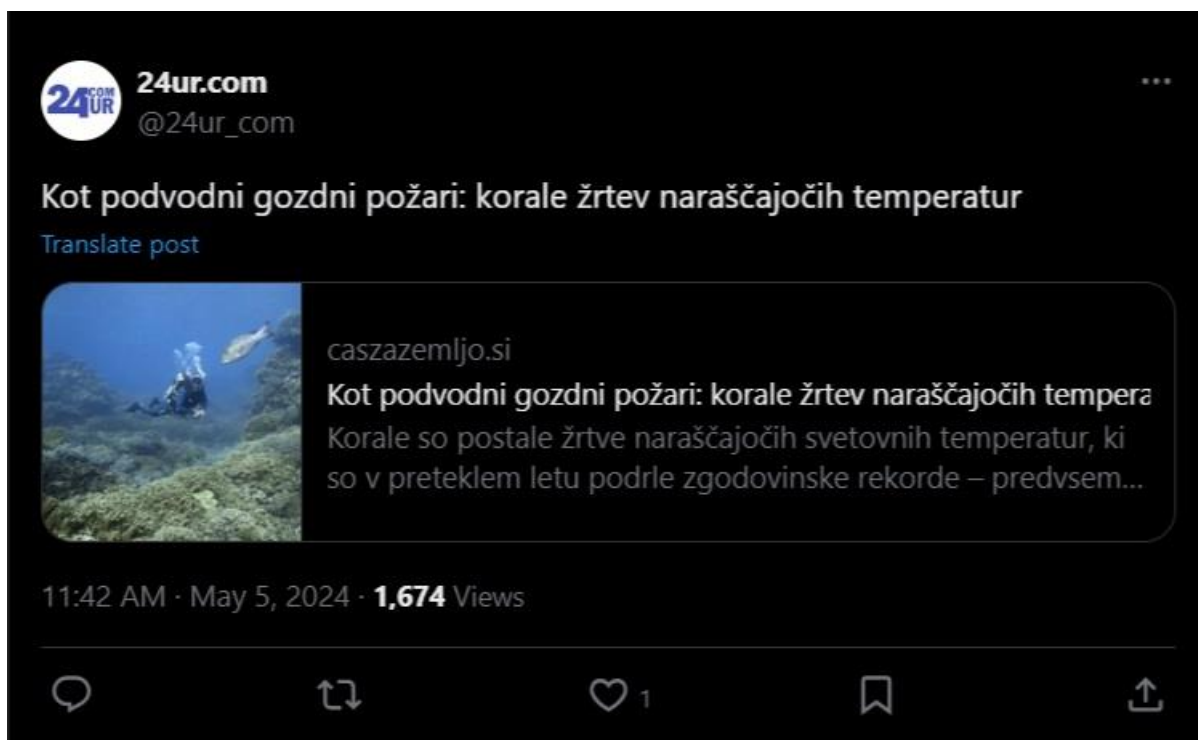 24ur.com
@24ur_com
24COM
UR
Kot podvodni gozdni požari: korale žrtev naraščajočih temperatur
Translate post
caszazemljo.si
Kot podvodni gozdni požari: korale žrtev naraščajočih tempera
Korale so postale žrtve naraščajočih svetovnih temperatur, ki
so v preteklem letu podrle zgodovinske rekorde – predvsem...
11:42 AM · May 5, 2024 · 1,674 Views
1